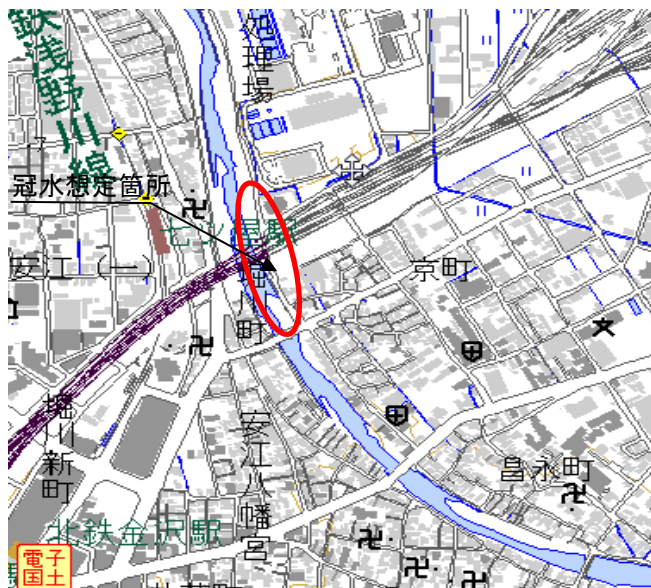 鉄浅野川線
処理場
冠水想定箇所
七ツ屋駅
安江(一)
堀川町
京町
堀川新町
安江八幡宮
昌永町
北鉄金沢駅
電子
国土